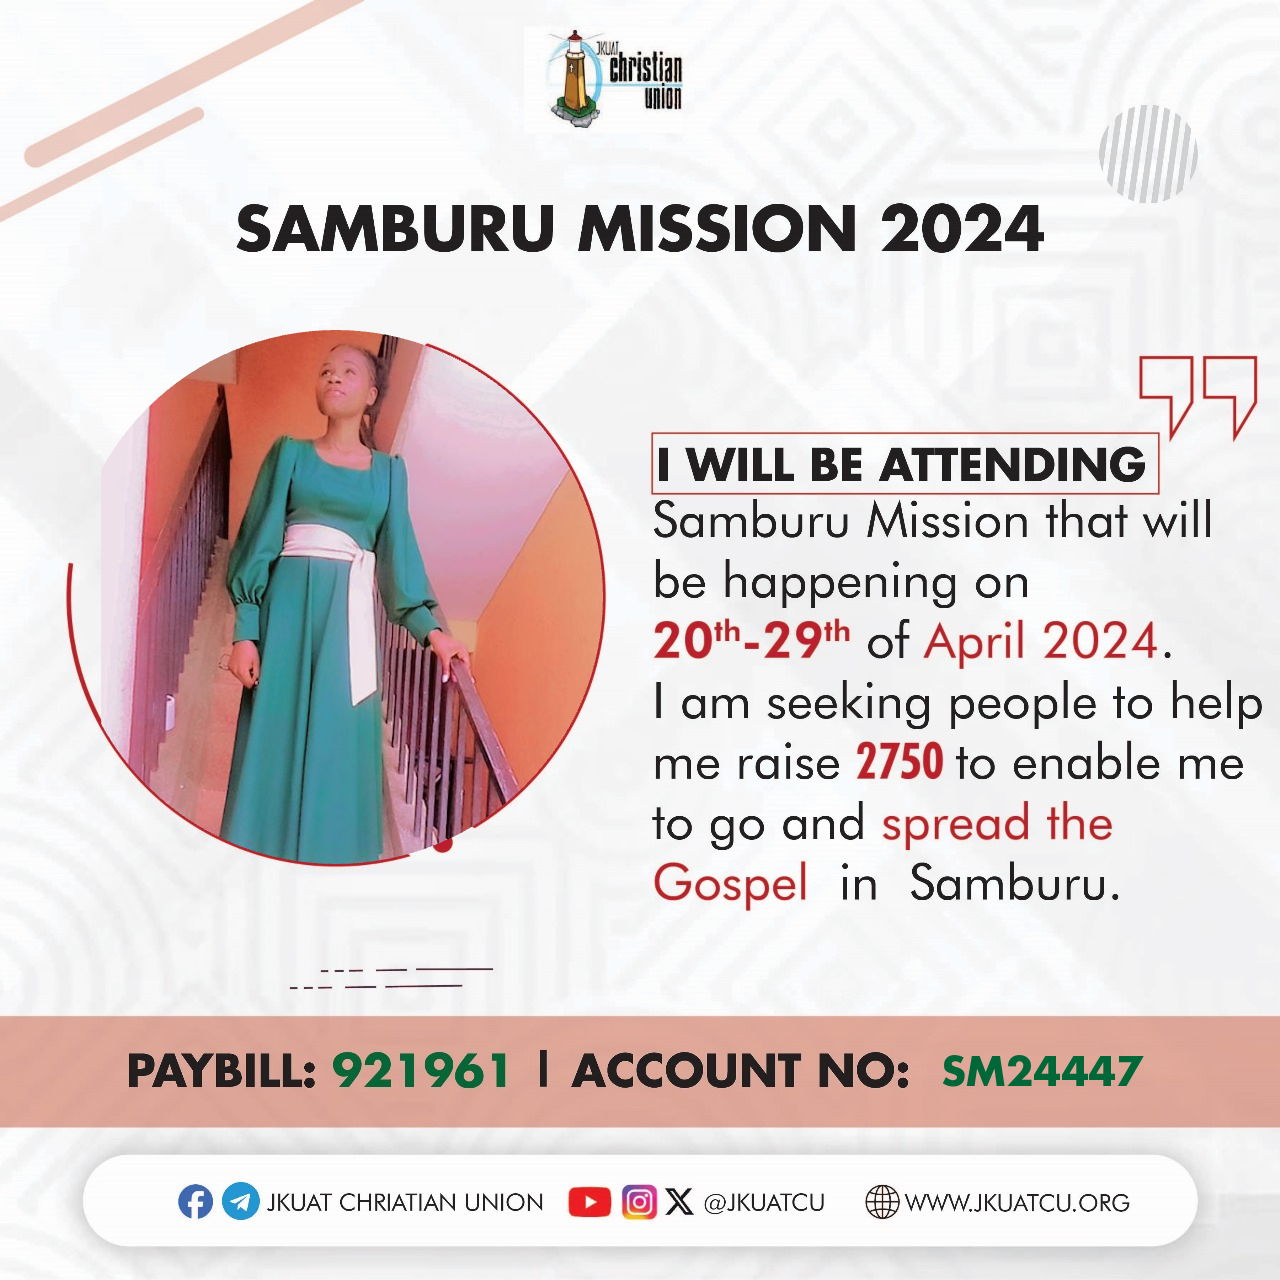 JKUAT
christian
union
SAMBURU MISSION 2024
I WILL BE ATTENDING
Samburu Mission that will
be happening on
20th-29th of April 2024.
I am seeking people to help
me raise 2750 to enable me
to go and spread the
Gospel in Samburu.
PAYBILL: 921961 | ACCOUNT NO: SM24447
JKUAT CHRIATIAN UNION @JKUATCU WWW.JKUATCU.ORG